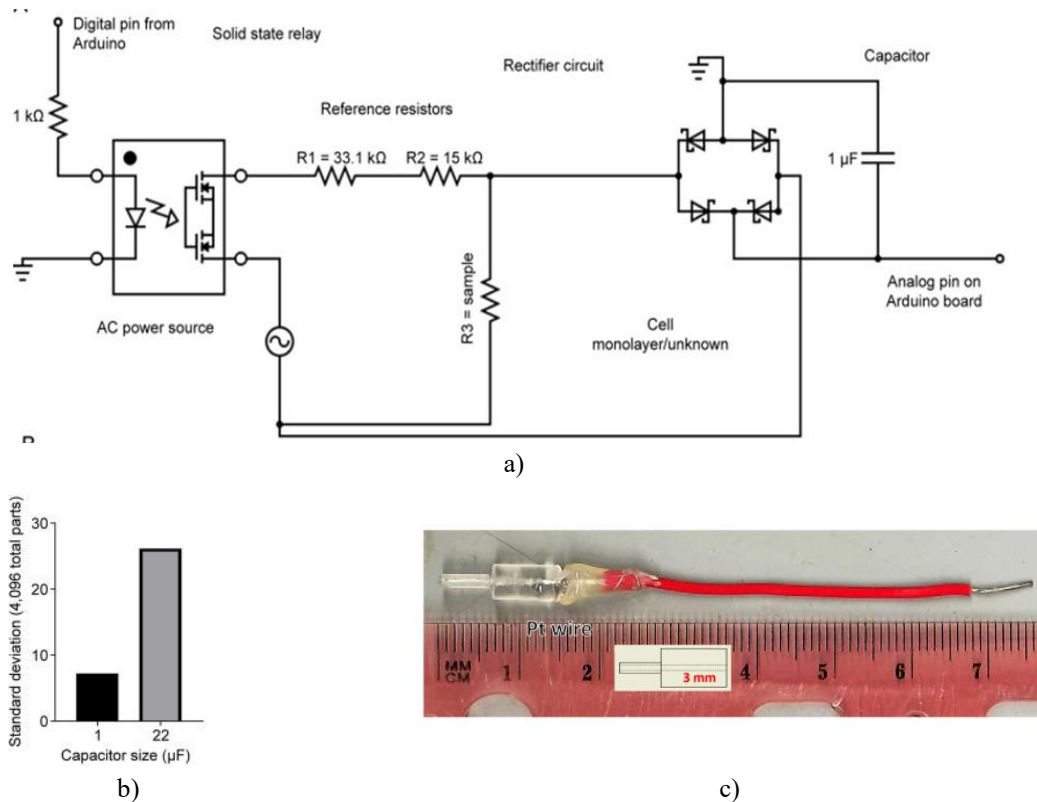 Digital pin from
Arduino
Solid state relay
Rectifier circuit
Capacitor
Reference resistors
1 kΩ
R1 = 33.1 kΩ
R2 = 15 kΩ
1 µF
R3 = sample
Analog pin on
Arduino board
AC power source
Cell
monolayer/unknown
a)
Standard deviation (4,096 total parts)
30
20
10
0
1
22
Capacitor size (µF)
b)
Pt wire
3 mm
MM
CM
1
2
4
5
6
7
c)